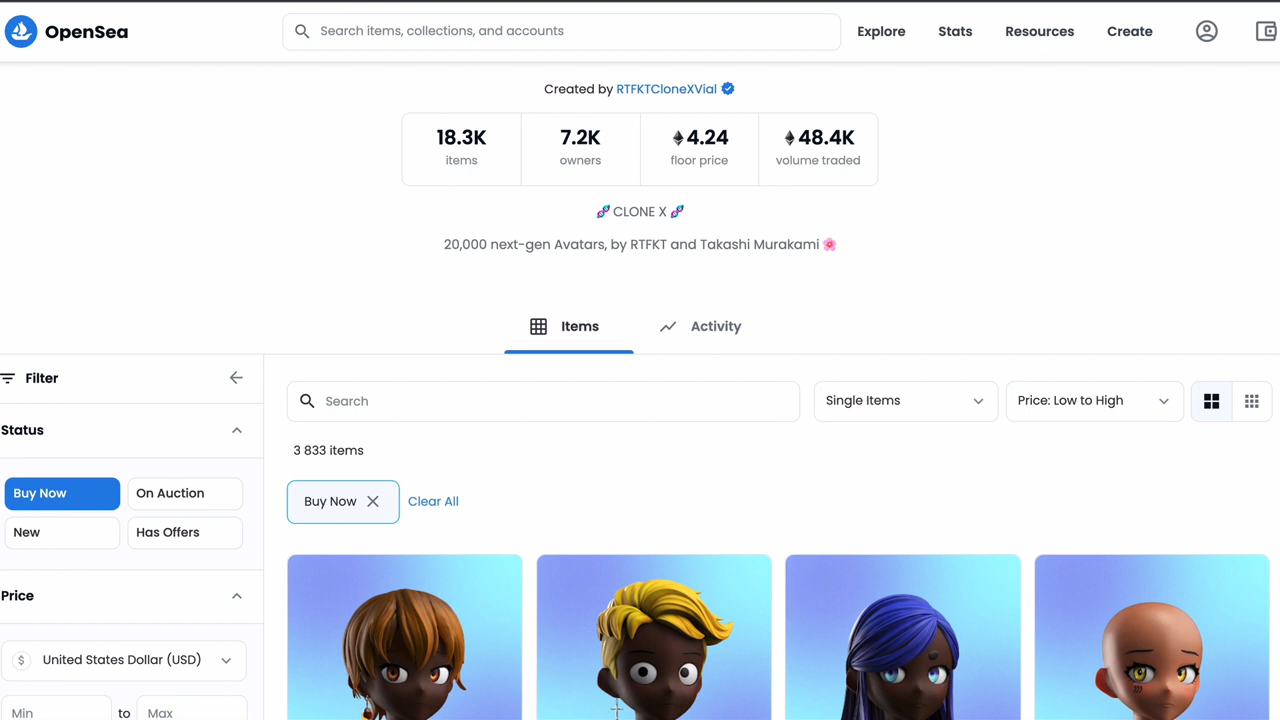 OpenSea
Search items, collections, and accounts
Explore
Stats
Resources
Create
Created by RTFKTCloneXVial
18.3K
items
7.2K
owners
4.24
floor price
48.4K
volume traded
🧬 CLONE X 🧬
20,000 next-gen Avatars, by RTFKT and Takashi Murakami 🌸
Items
Activity
Filter
Search
Single Items
Price: Low to High
Status
3 833 items
Buy Now
On Auction
New
Has Offers
Buy Now
Clear All
Price
$ United States Dollar (USD)
Min to Max